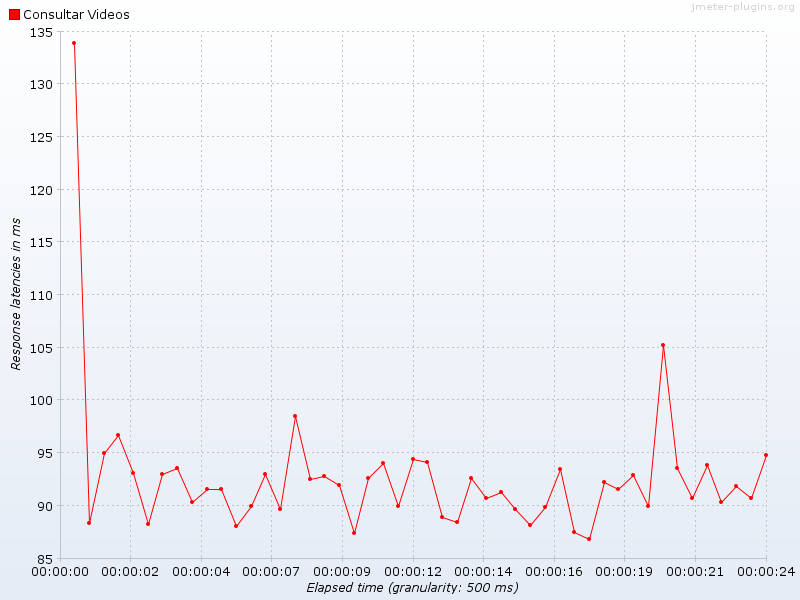 jmeter-plugins.org
Consultar Videos
135
130
125
120
115
110
105
100
95
90
85
Response latencies in ms
00:00:00 00:00:02 00:00:04 00:00:07 00:00:09 00:00:12 00:00:14 00:00:16 00:00:19 00:00:21 00:00:24
Elapsed time (granularity: 500 ms)